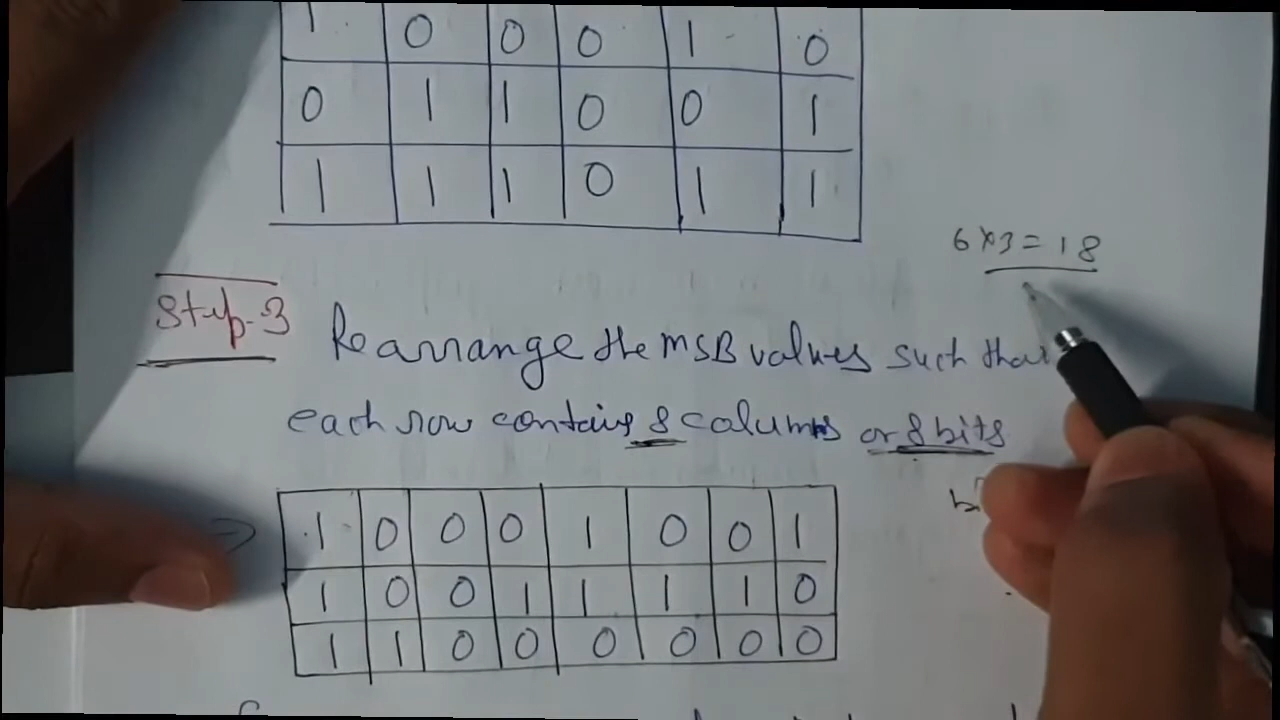 1 0 0 0 1 0
0 1 1 0 0 1
1 1 1 0 1 1
6×3=18
Step-3
Rearrange the MSB values such that
each row contains 8 columns or 8 bits
⇒ 1 0 0 0 1 0 0 1
1 0 0 1 1 1 1 0
1 1 0 0 0 0 0 0